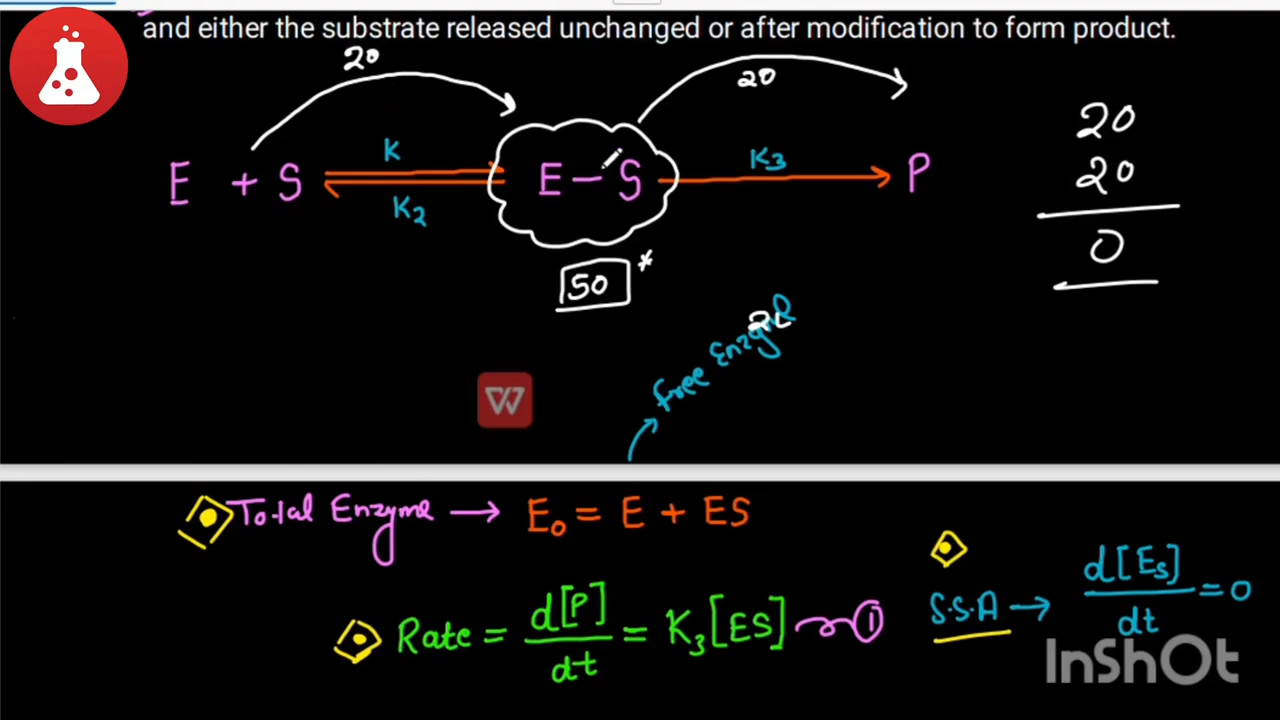 and either the substrate released unchanged or after modification to form product.
20
20
20
20
0
E + S
K
K2
E – S
K3
P
50 *
Free Enzyme
Total Enzyme → E₀ = E + ES
Rate = d[P]/dt = K₃[ES] ①
S.S.A → d[Es]/dt = 0
InShOt